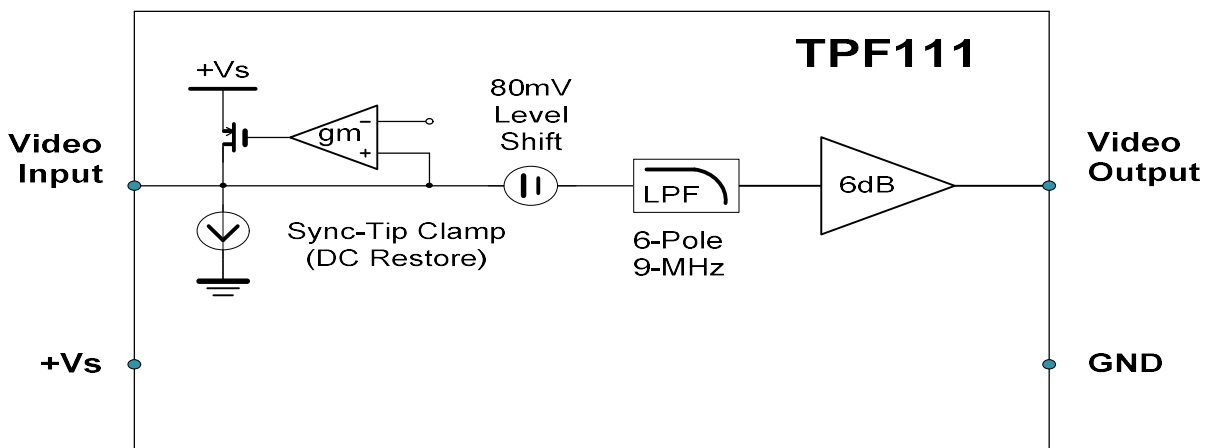 TPF111
+Vs
80mV
Level
Shift
gm
−
+
Video
Input
Video
Output
LPF
6dB
Sync-Tip Clamp
(DC Restore)
6-Pole
9-MHz
+Vs
GND